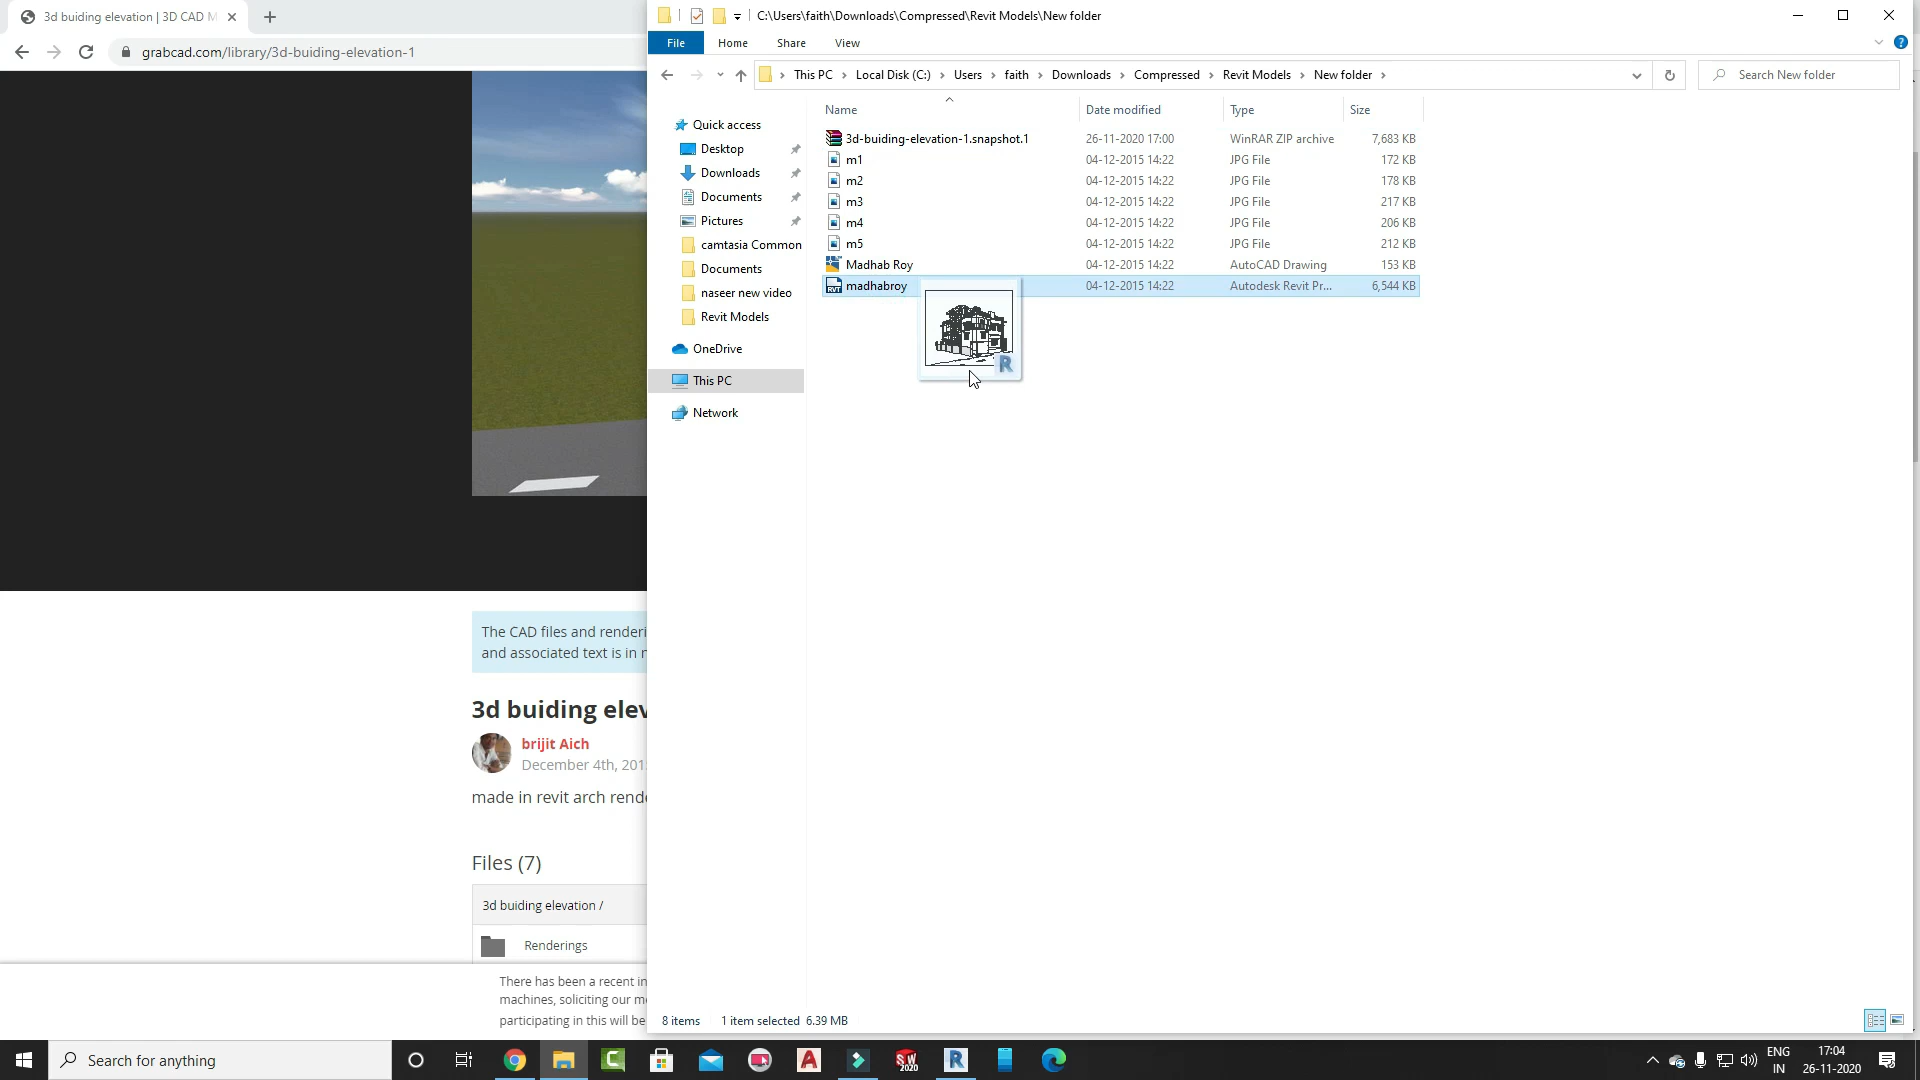 3d buiding elevation | 3D CAD M
grabcad.com/library/3d-buiding-elevation-1
The CAD files and renderi
and associated text is in
3d buiding elev
brijit Aich
December 4th, 201
made in revit arch rend
Files (7)
3d buiding elevation /
Renderings
There has been a recent in
machines, soliciting our m
participating in this will be
C:\Users\faith\Downloads\Compressed\Revit Models\New folder
File
Home
Share
View
This PC
Local Disk (C:)
Users
faith
Downloads
Compressed
Revit Models
New folder
Search New folder
Quick access
Desktop
Downloads
Documents
Pictures
camtasia Common
Documents
naseer new video
Revit Models
OneDrive
This PC
Network
Name Date modified Type Size
3d-buiding-elevation-1.snapshot.1 26-11-2020 17:00 WinRAR ZIP archive 7,683 KB
m1 04-12-2015 14:22 JPG File 172 KB
m2 04-12-2015 14:22 JPG File 178 KB
m3 04-12-2015 14:22 JPG File 217 KB
m4 04-12-2015 14:22 JPG File 206 KB
m5 04-12-2015 14:22 JPG File 212 KB
Madhab Roy 04-12-2015 14:22 AutoCAD Drawing 153 KB
madhabroy 04-12-2015 14:22 Autodesk Revit Pr... 6,544 KB
R
8 items 1 item selected 6.39 MB
Search for anything
SW
2020
ENG
IN
17:04
26-11-2020